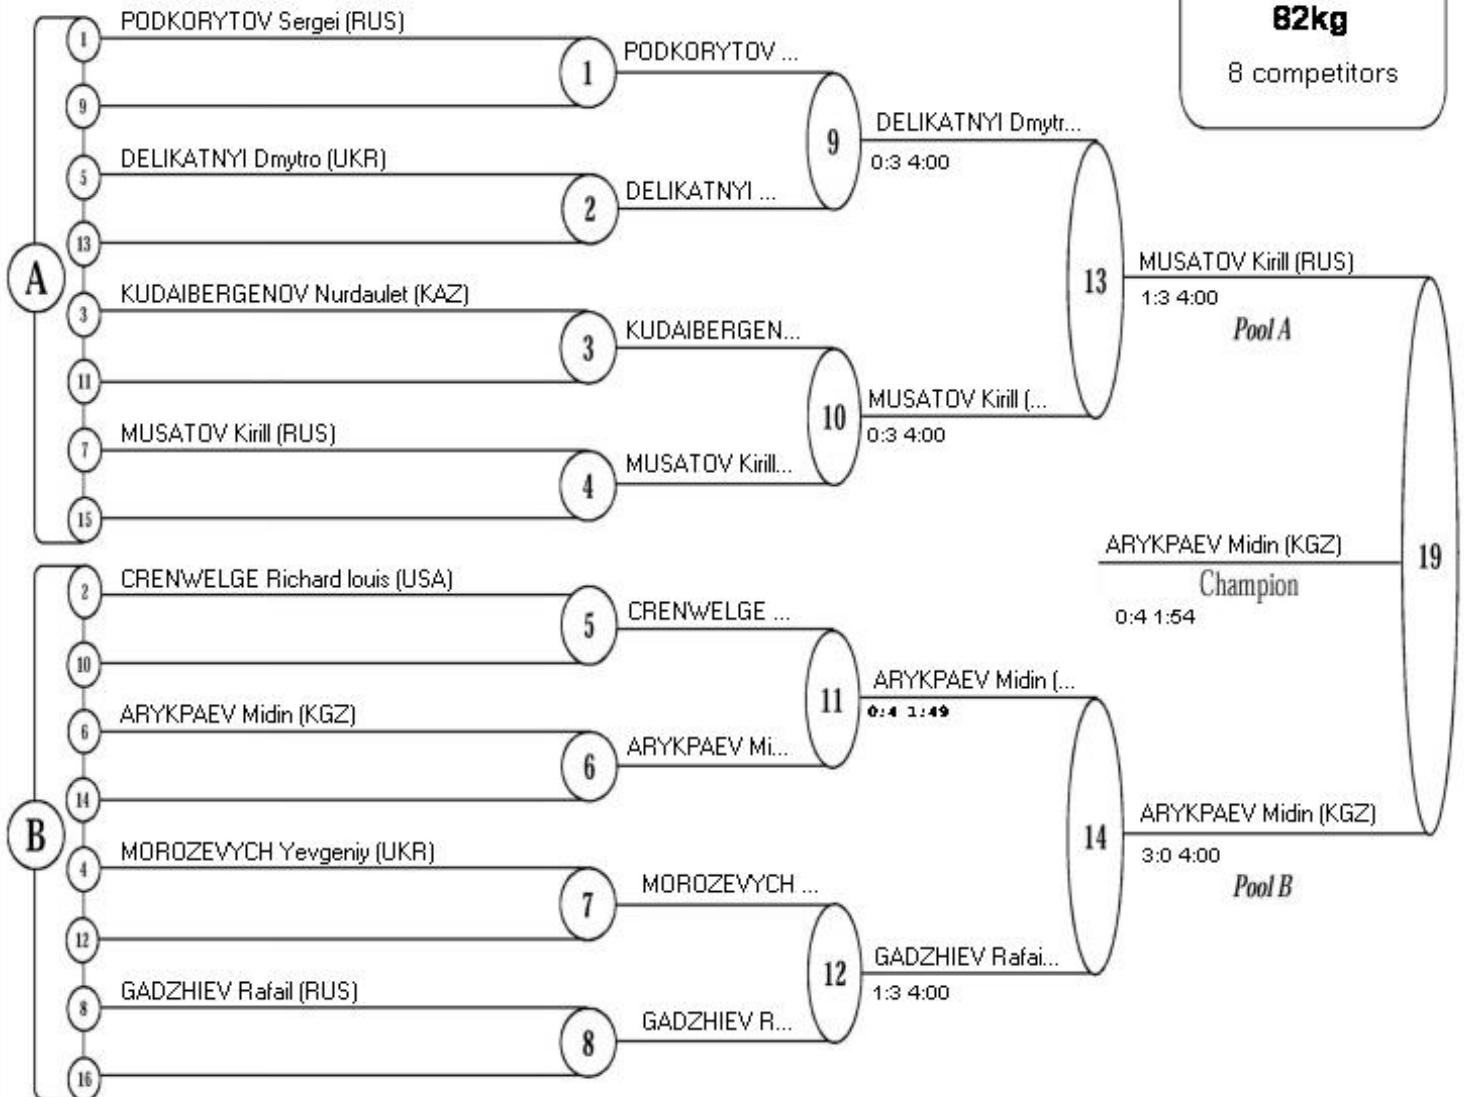 82kg
8 competitors
A
1
PODKORYTOV Sergei (RUS)
9
1
PODKORYTOV ...
5
DELIKATNYI Dmytro (UKR)
13
2
DELIKATNYI ...
9
DELIKATNYI Dmytr...
0:3 4:00
3
KUDAIBERGENOV Nurdaulet (KAZ)
11
3
KUDAIBERGEN...
7
MUSATOV Kirill (RUS)
15
4
MUSATOV Kirill...
10
MUSATOV Kirill (...
0:3 4:00
13
MUSATOV Kirill (RUS)
1:3 4:00
Pool A
B
2
CRENWELGE Richard louis (USA)
10
5
CRENWELGE ...
6
ARYKPAEV Midin (KGZ)
14
6
ARYKPAEV Mi...
11
ARYKPAEV Midin (...
0:4 1:49
4
MOROZEVYCH Yevgeniy (UKR)
12
7
MOROZEVYCH ...
8
GADZHIEV Rafail (RUS)
16
8
GADZHIEV R...
12
GADZHIEV Rafai...
1:3 4:00
14
ARYKPAEV Midin (KGZ)
3:0 4:00
Pool B
19
ARYKPAEV Midin (KGZ)
Champion
0:4 1:54